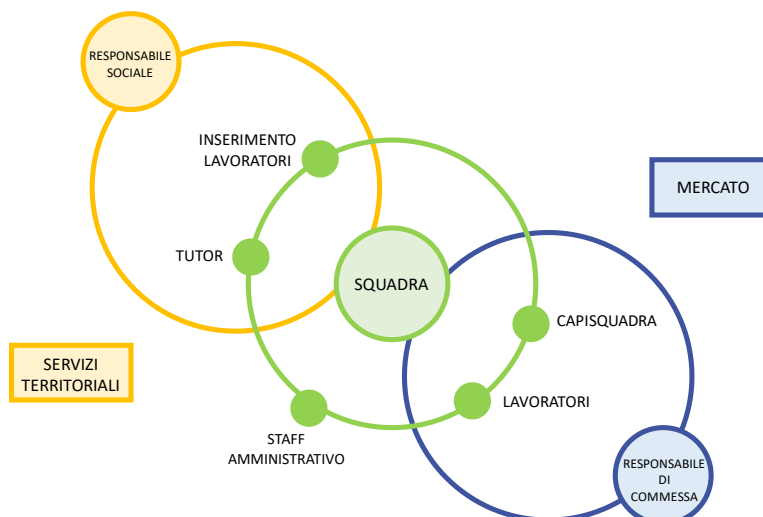 RESPONSABILE
SOCIALE
INSERIMENTO
LAVORATORI
MERCATO
TUTOR
SQUADRA
CAPISQUADRA
SERVIZI
TERRITORIALI
LAVORATORI
STAFF
AMMINISTRATIVO
RESPONSABILE
DI
COMMESSA